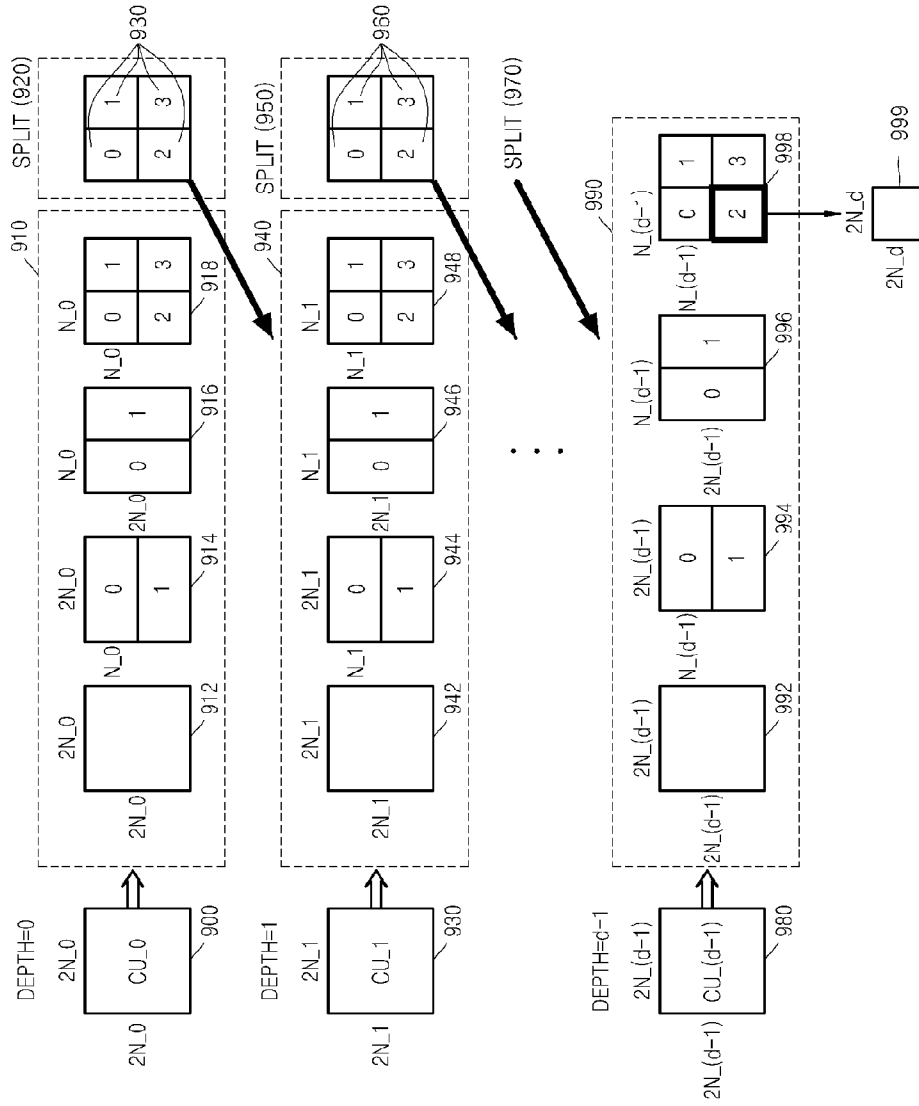 DEPTH=0
2N_0
2N_0
CU_0
900
910
2N_0
2N_0
912
2N_0
N_0
0
1
914
N_0
2N_0
0 1
916
N_0
N_0
0 1
2 3
918
SPLIT (920)
0 1
2 3
930
DEPTH=1
2N_1
2N_1
CU_1
930
940
2N_1
2N_1
942
2N_1
N_1
0
1
944
N_1
2N_1
0 1
946
N_1
N_1
0 1
2 3
948
SPLIT (950)
0 1
2 3
960
SPLIT (970)
DEPTH=d-1
2N_(d-1)
2N_(d-1)
CU_(d-1)
980
990
2N_(d-1)
2N_(d-1)
992
2N_(d-1)
N_(d-1)
0
1
994
N_(d-1)
2N_(d-1)
0 1
996
N_(d-1)
N_(d-1)
C 1
2 3
998
2N_d
2N_d
999